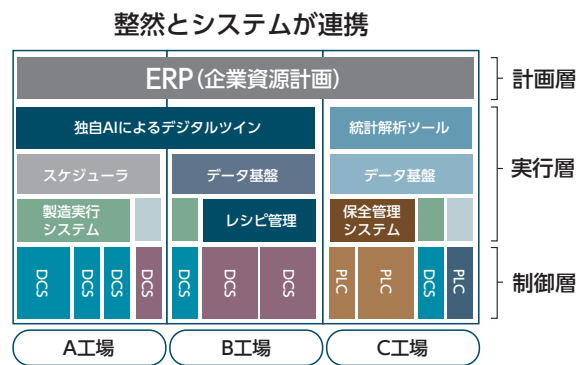 整然とシステムが連携
ERP(企業資源計画)
計画層
独自AIによるデジタルツイン
統計解析ツール
スケジューラ
データ基盤
データ基盤
実行層
製造実行
システム
レシピ管理
保全管理
システム
DCS
DCS
DCS
DCS
DCS
DCS
DCS
PLC
PLC
DCS
PLC
制御層
A工場
B工場
C工場